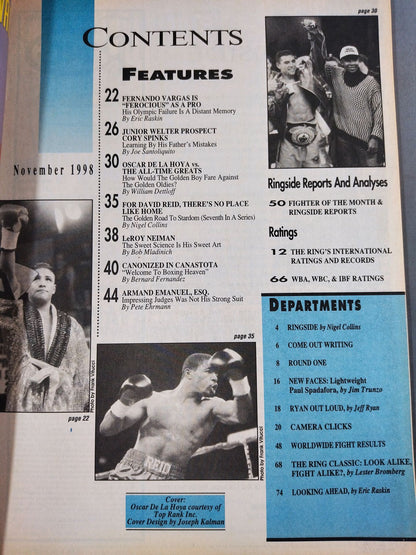 page 30
CONTENTS
FEATURES
22 FERNANDO VARGAS IS
"FEROCIOUS" AS A PRO
His Olympic Failure Is A Distant Memory
By Eric Raskin
26 JUNIOR WELTER PROSPECT
CORY SPINKS
Learning By His Father's Mistakes
By Joe Santoliquito
November 1998
30 OSCAR DE LA HOYA vs.
THE ALL-TIME GREATS
How Would The Golden Boy Fare Against
The Golden Oldies?
By William Dettloff
35 FOR DAVID REID, THERE'S NO PLACE
LIKE HOME
The Golden Road To Stardom (Seventh In A Series)
By Nigel Collins
38 LeROY NEIMAN
The Sweet Science Is His Sweet Art
By Bob Mladinich
40 CANONIZED IN CANASTOTA
"Welcome To Boxing Heaven"
By Bernard Fernandez
44 ARMAND EMANUEL, ESQ.
Impressing Judges Was Not His Strong Suit
By Pete Ehrmann
page 22
Photo by Frank Vitucci
page 35
REID
Photo by Frank Vitucci
Cover:
Oscar De La Hoya courtesy of
Top Rank Inc.
Cover Design by Joseph Kalman
Ringside Reports And Analyses
50 FIGHTER OF THE MONTH &
RINGSIDE REPORTS
Ratings
12 THE RING'S INTERNATIONAL
RATINGS AND RECORDS
66 WBA, WBC, & IBF RATINGS
DEPARTMENTS
4 RINGSIDE by Nigel Collins
6 COME OUT WRITING
8 ROUND ONE
16 NEW FACES: Lightweight
Paul Spadafora, by Jim Trunzo
18 RYAN OUT LOUD, by Jeff Ryan
20 CAMERA CLICKS
48 WORLDWIDE FIGHT RESULTS
68 THE RING CLASSIC: LOOK ALIKE,
FIGHT ALIKE?, by Lester Bromberg
74 LOOKING AHEAD, by Eric Raskin